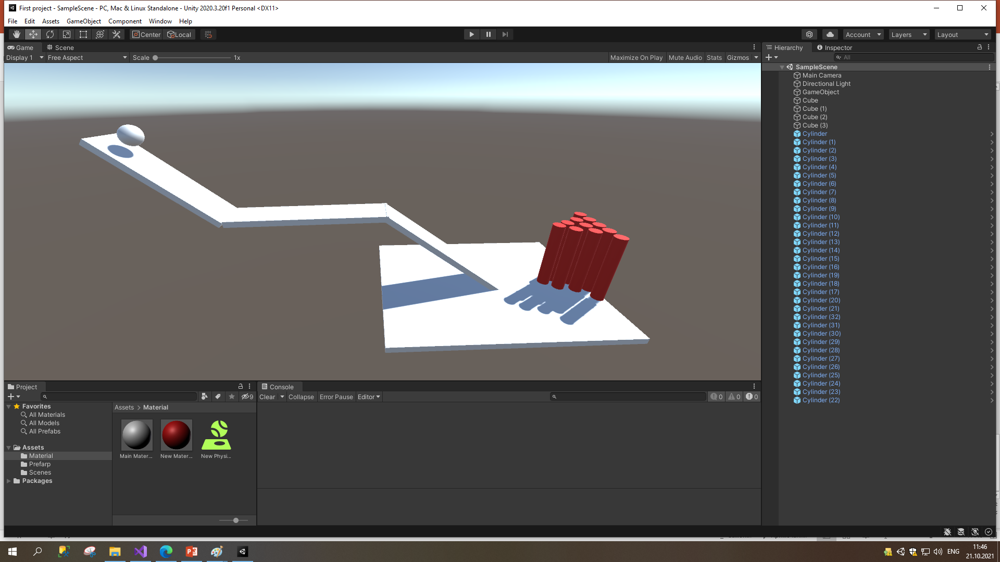 First project - SampleScene - PC, Mac & Linux Standalone - Unity 2020.3.20f1 Personal <DX11>
File Edit Assets GameObject Component Window Help
Center Local Account Layers Layout
Game Scene
Display 1 Free Aspect Scale 1x Maximize On Play Mute Audio Stats Gizmos
Hierarchy Inspector
All
SampleScene
Main Camera
Directional Light
GameObject
Cube
Cube (1)
Cube (2)
Cube (3)
Cylinder
Cylinder (1)
Cylinder (2)
Cylinder (3)
Cylinder (4)
Cylinder (5)
Cylinder (6)
Cylinder (7)
Cylinder (8)
Cylinder (9)
Cylinder (10)
Cylinder (11)
Cylinder (12)
Cylinder (13)
Cylinder (14)
Cylinder (15)
Cylinder (16)
Cylinder (19)
Cylinder (18)
Cylinder (17)
Cylinder (20)
Cylinder (21)
Cylinder (32)
Cylinder (31)
Cylinder (30)
Cylinder (29)
Cylinder (28)
Cylinder (27)
Cylinder (26)
Cylinder (25)
Cylinder (24)
Cylinder (23)
Cylinder (22)
Project
9
Favorites
All Materials
All Models
All Prefabs
Assets
Material
Prefarp
Scenes
Packages
Assets > Material
Main Mater... New Mater... New Physi...
Console
Clear Collapse Error Pause Editor 0 0 0
ENG
11:46
21.10.2021